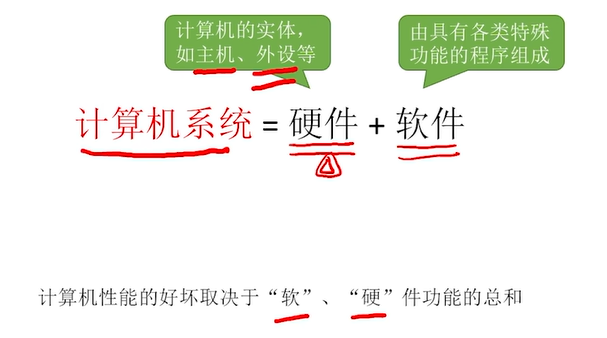 计算机的实体，
如主机、外设等
由具有各类特殊
功能的程序组成
计算机系统 = 硬件 + 软件
计算机性能的好坏取决于“软”、“硬”件功能的总和